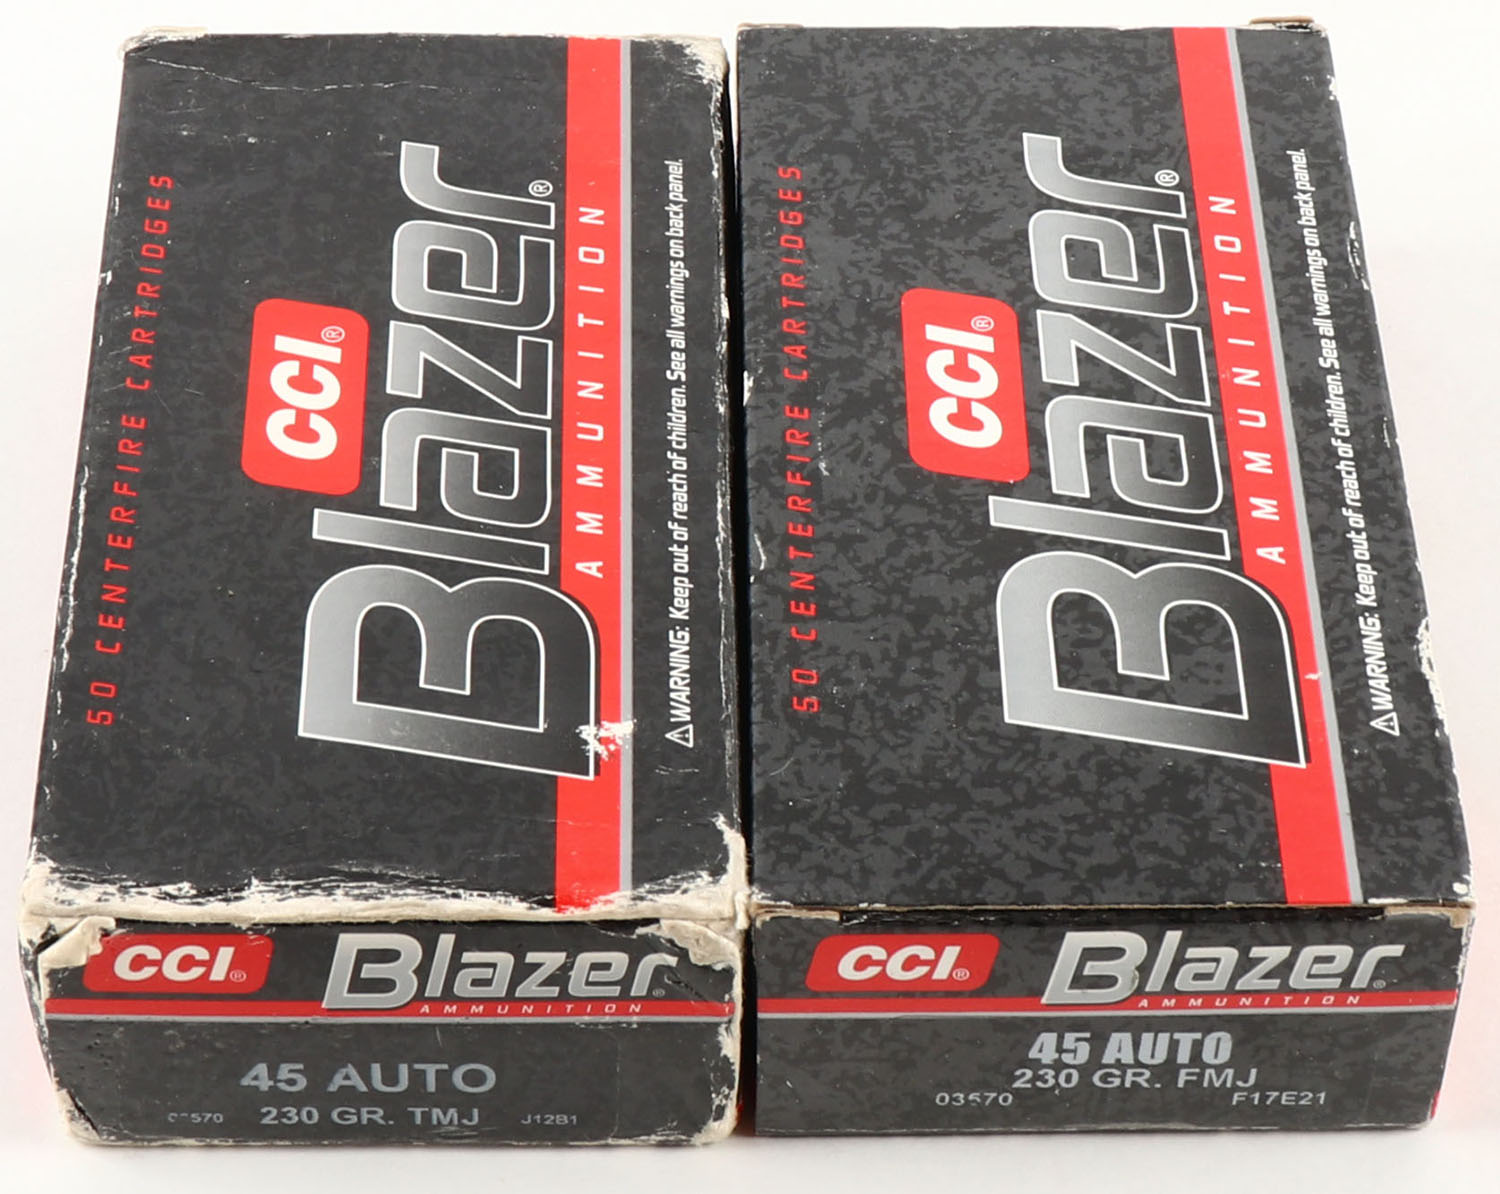 50 CENTERFIRE CARTRIDGES
CCI®
Blazer®
AMMUNITION
⚠WARNING: Keep out of reach of children. See all warnings on back panel.
CCI®
Blazer®
AMMUNITION
45 AUTO
230 GR. TMJ
J12B1
50 CENTERFIRE CARTRIDGES
CCI®
Blazer®
AMMUNITION
⚠WARNING: Keep out of reach of children. See all warnings on back panel.
CCI®
Blazer®
AMMUNITION
45 AUTO
230 GR. FMJ
03570
F17E21